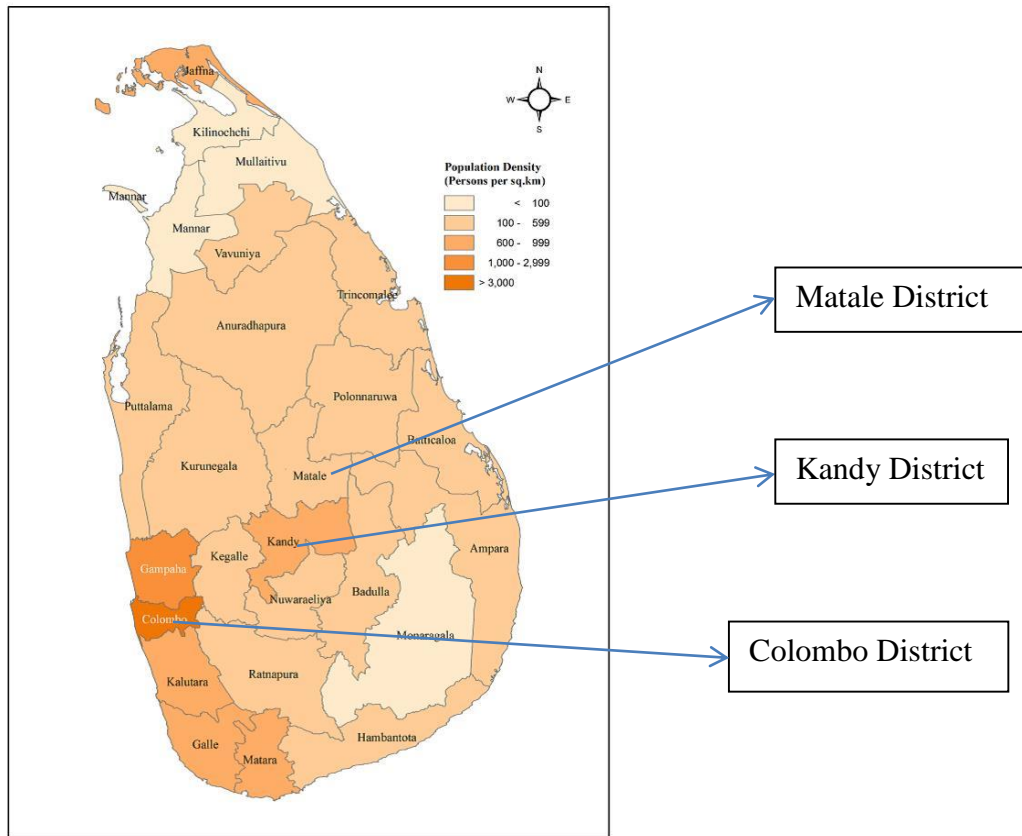 Jaffna
N
W E
S
Kilinochchi
Mullaitivu
Population Density
(Persons per sq.km)
< 100
100 - 599
600 - 999
1,000 - 2,999
> 3,000
Mannar
Mannar
Vavuniya
Trincomalee
Matale District
Anuradhapura
Polonnaruwa
Puttalama
Batticaloa
Kurunegala
Matale
Kandy District
Kandy
Ampara
Kegalle
Gampaha
Badulla
Nuwaraeliya
Colombo
Monaragala
Colombo District
Ratnapura
Kalutara
Hambantota
Galle
Matara